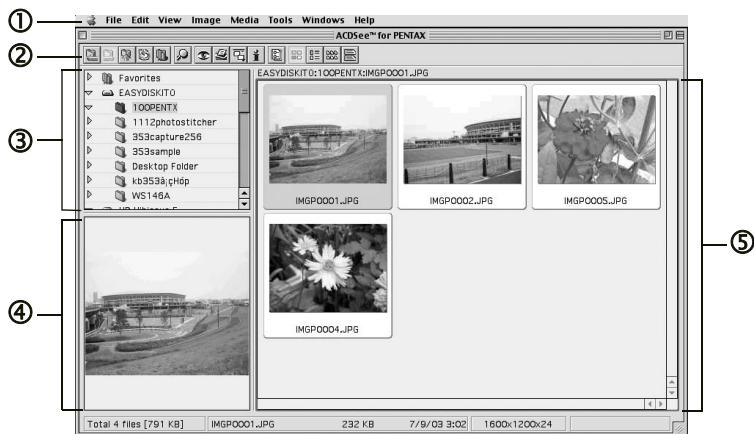 ①
File Edit View Image Media Tools Windows Help
ACDSee™ for PENTAX
②
③
Favorites
EASYDISKIT0
100PENTX
1112photostitcher
353capture256
353sample
Desktop Folder
kb353å¡çHóp
WS146A
EASYDISKIT0:100PENTX:IMGP0001.JPG
IMGP0001.JPG
IMGP0002.JPG
IMGP0005.JPG
IMGP0004.JPG
④
⑤
Total 4 files [791 KB]
IMGP0001.JPG
232 KB
7/9/03 3:02
1600x1200x24